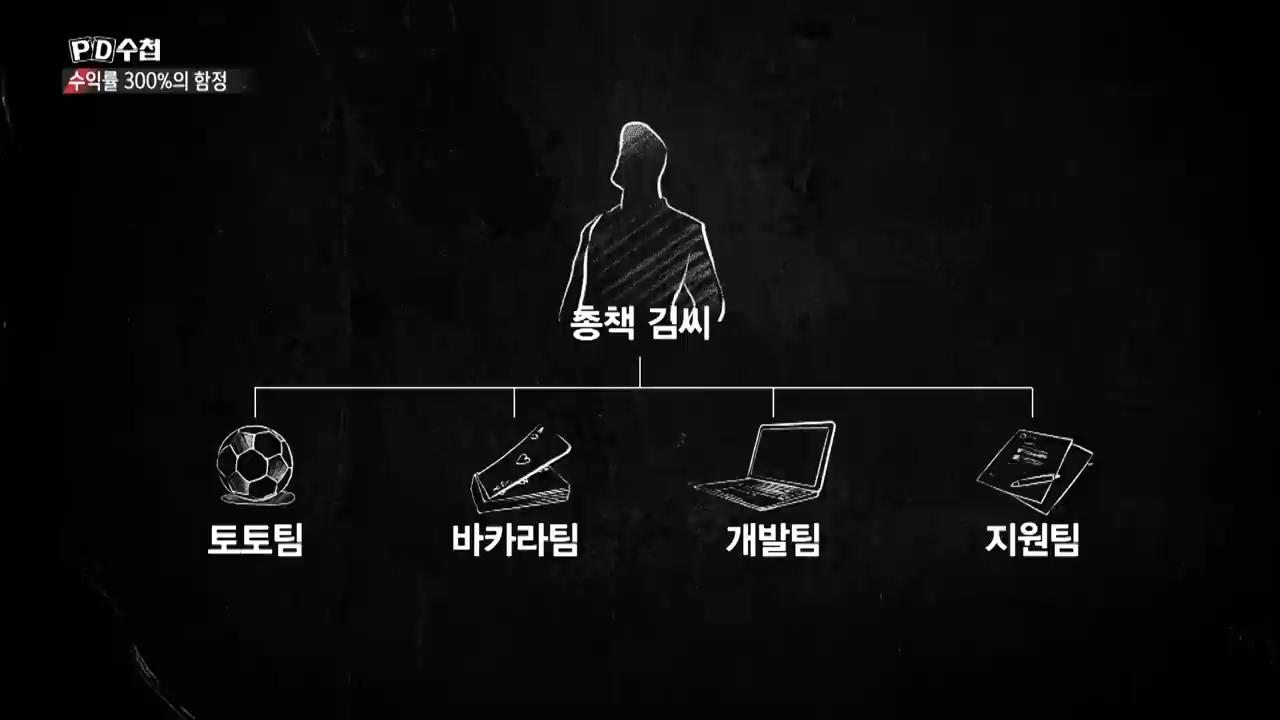 PD수첩
수익률 300%의 함정
총책 김씨
토토팀
바카라팀
개발팀
지원팀